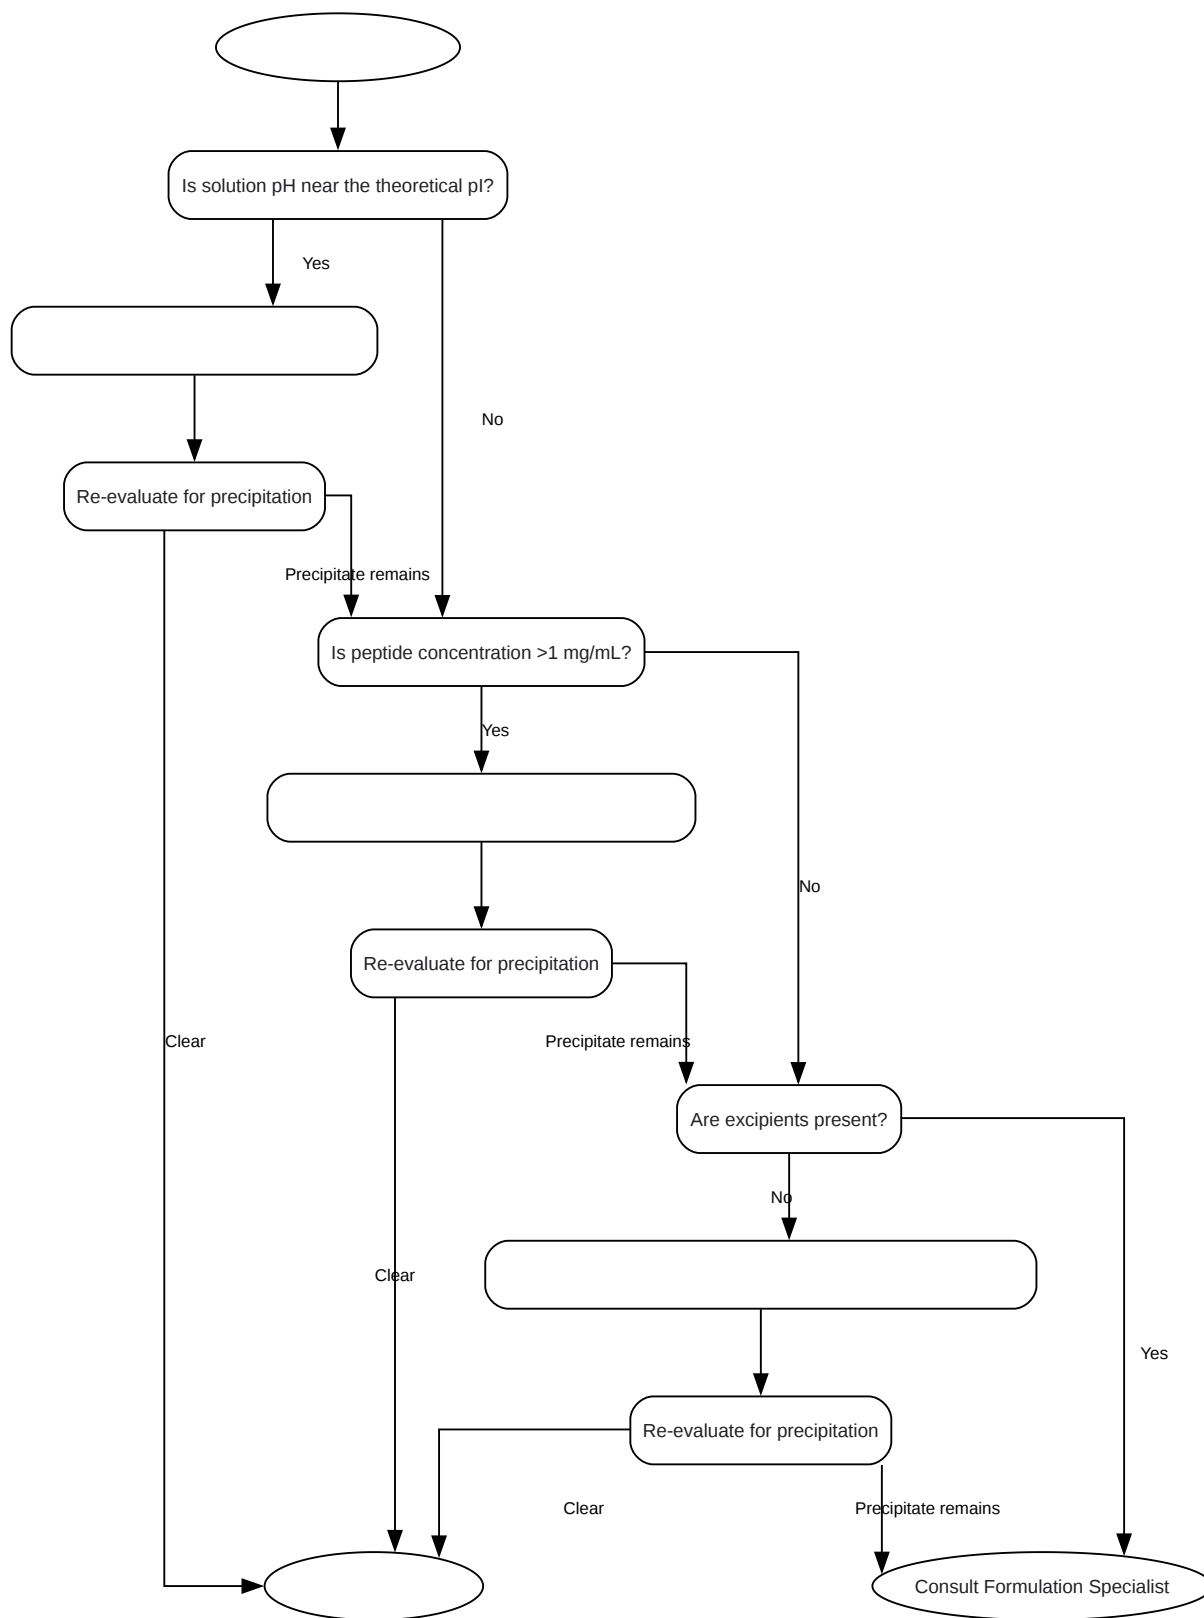 Is solution pH near the theoretical pI?
Yes
No
Re-evaluate for precipitation
Precipitate remains
Is peptide concentration >1 mg/mL?
Yes
No
Re-evaluate for precipitation
Clear
Precipitate remains
Are excipients present?
No
Clear
Yes
Re-evaluate for precipitation
Clear
Precipitate remains
Consult Formulation Specialist